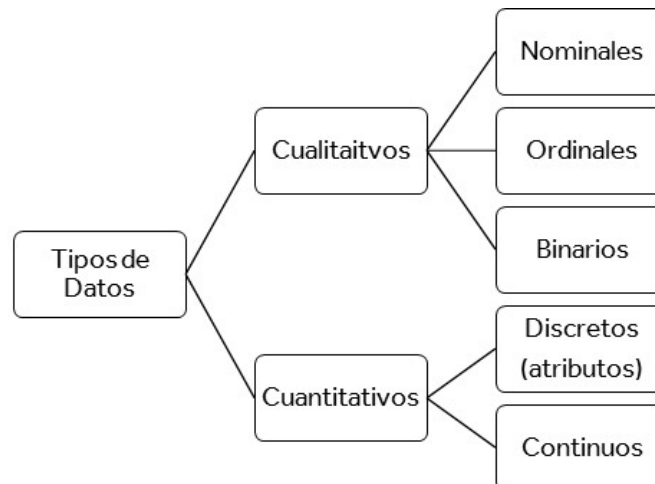 Tipos de
Datos
Cualitaitvos
Nominales
Ordinales
Binarios
Cuantitativos
Discretos
(atributos)
Continuos